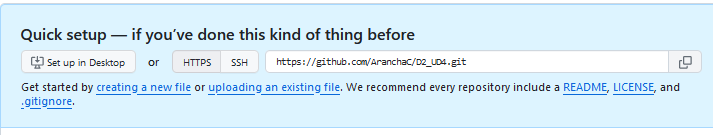 Quick setup — if you've done this kind of thing before
Set up in Desktop or HTTPS SSH https://github.com/AranchaC/D2_UD4.git
Get started by creating a new file or uploading an existing file. We recommend every repository include a README, LICENSE, and
.gitignore.